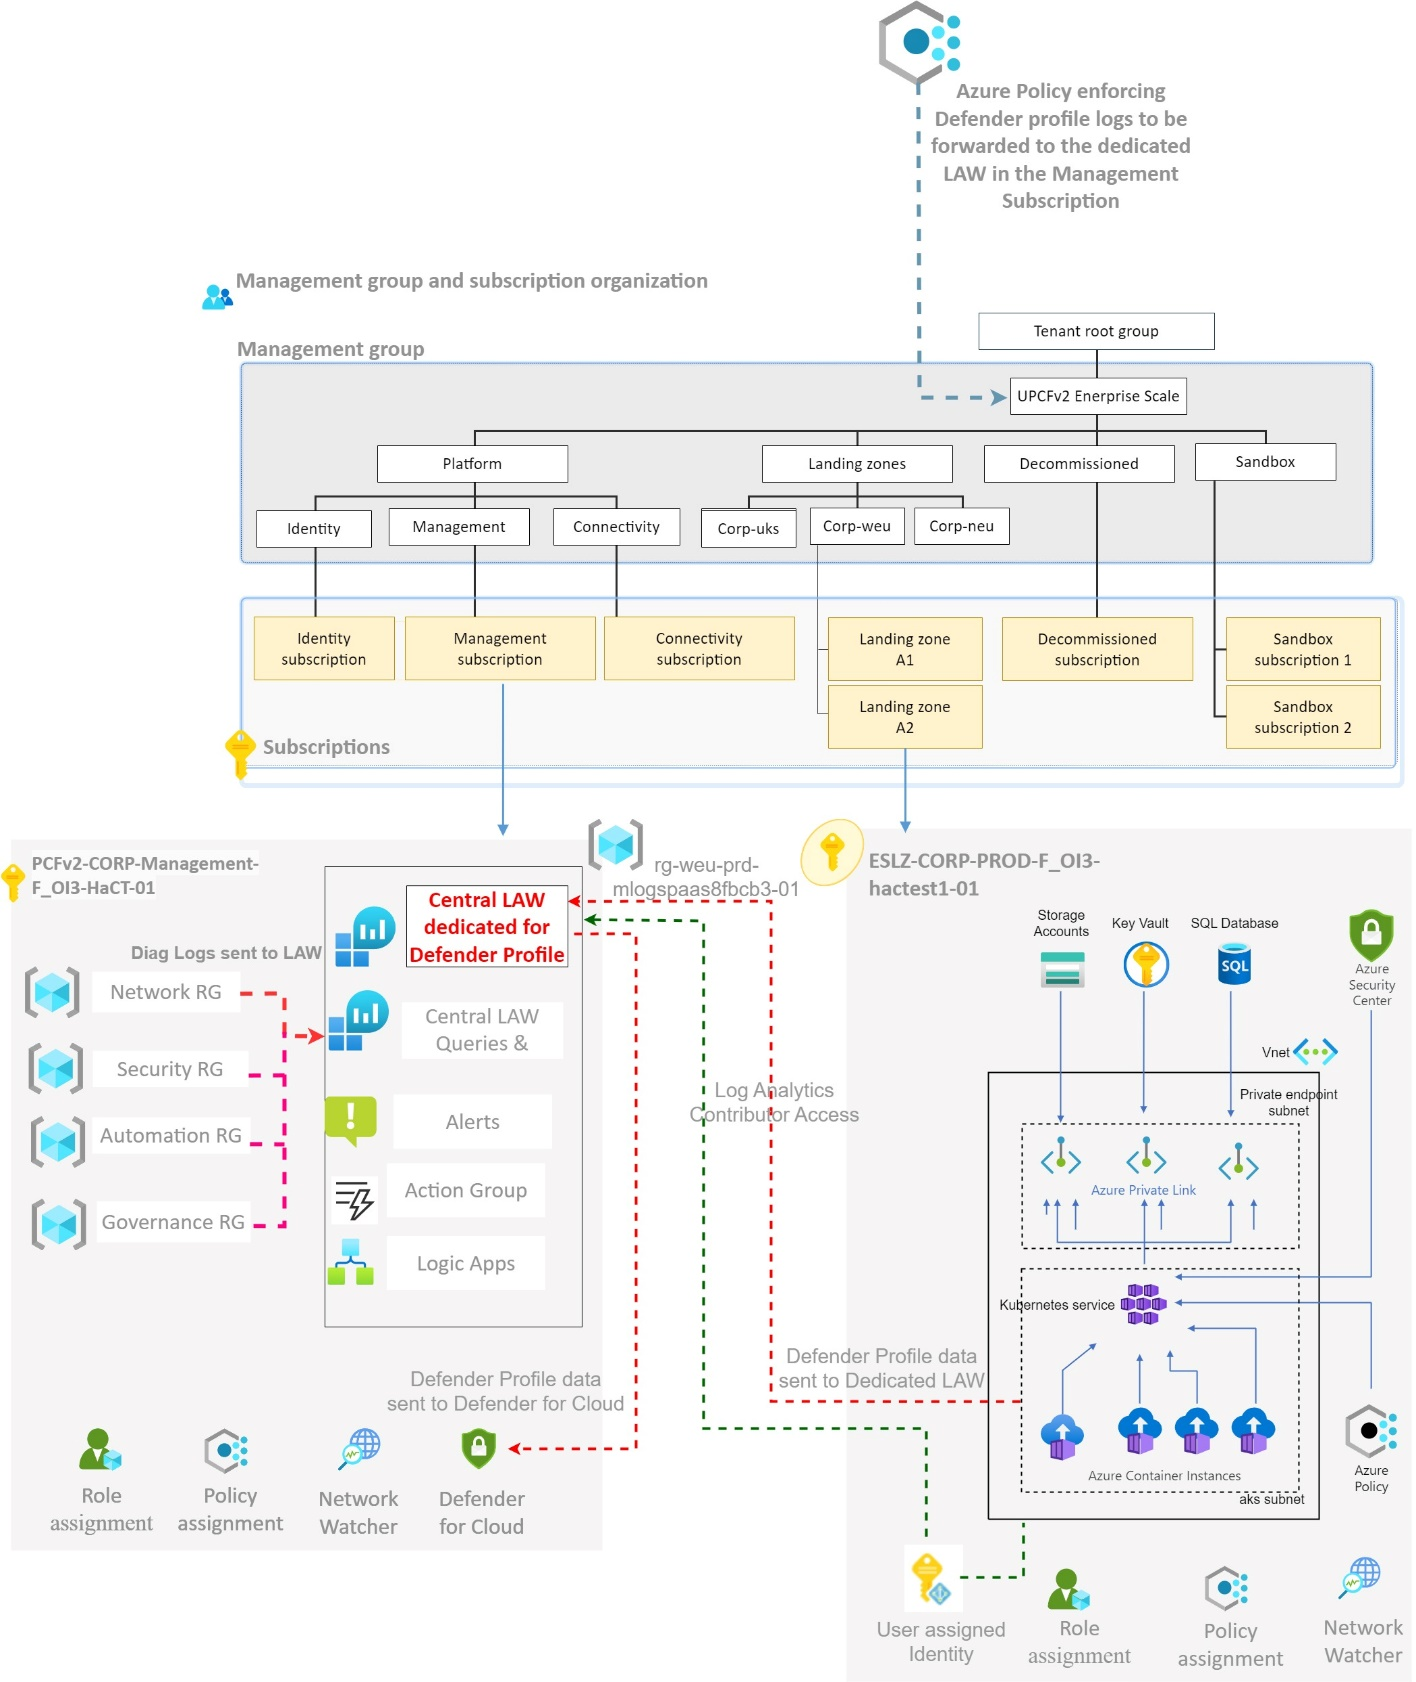 Azure Policy enforcing
Defender profile logs to be
forwarded to the dedicated
LAW in the Management
Subscription
Management group and subscription organization
Management group
Tenant root group
UPCFv2 Enerprise Scale
Platform
Landing zones
Decommissioned
Sandbox
Identity
Management
Connectivity
Corp-uks
Corp-weu
Corp-neu
Identity
subscription
Management
subscription
Connectivity
subscription
Landing zone
A1
Decommissioned
subscription
Sandbox
subscription 1
Landing zone
A2
Sandbox
subscription 2
Subscriptions
PCFv2-CORP-Management-
F_OI3-HaCT-01
rg-weu-prd-
mlogspaas8fbcb3-01
ESLZ-CORP-PROD-F_OI3-
hactest1-01
Central LAW
dedicated for
Defender Profile
Diag Logs sent to LAW
Network RG
Security RG
Automation RG
Governance RG
Central LAW
Queries &
Alerts
Action Group
Logic Apps
Log Analytics
Contributor Access
Storage
Accounts
Key Vault
SQL Database
SQL
Azure
Security
Center
Vnet
Private endpoint
subnet
Azure Private Link
Kubernetes service
Azure Container Instances
aks subnet
Azure
Policy
Defender Profile data
sent to Dedicated LAW
Defender Profile data
sent to Defender for Cloud
Role
assignment
Policy
assignment
Network
Watcher
Defender
for Cloud
User assigned
Identity
Role
assignment
Policy
assignment
Network
Watcher